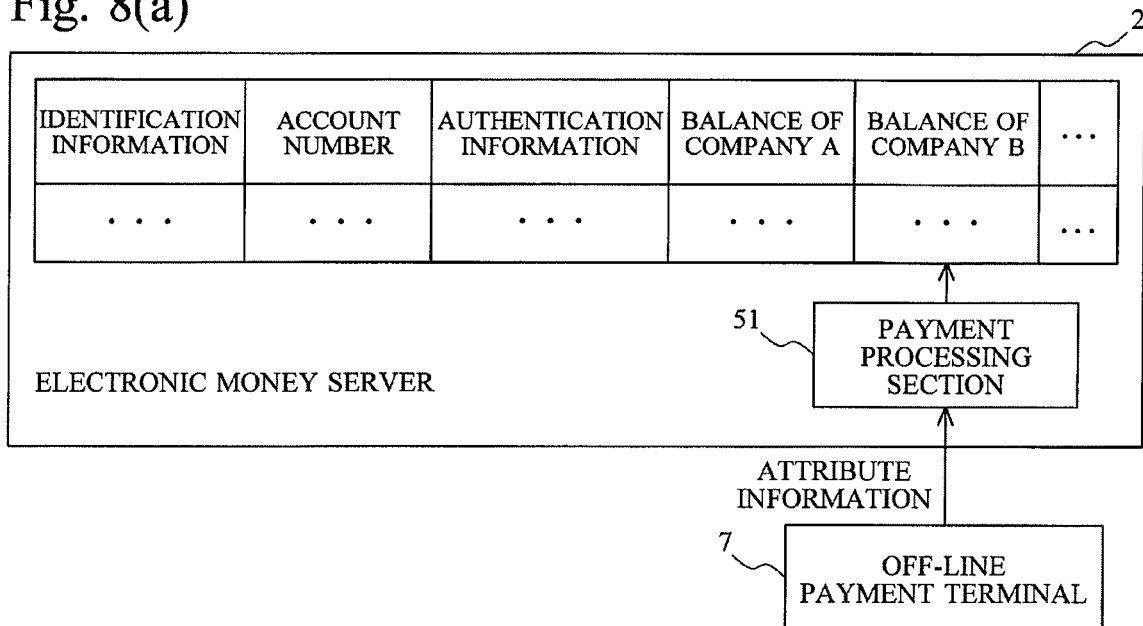 Fig. 8(a)
2
IDENTIFICATION INFORMATION
ACCOUNT NUMBER
AUTHENTICATION INFORMATION
BALANCE OF COMPANY A
BALANCE OF COMPANY B
...
• • •
• • •
• • •
• • •
• • •
...
51
PAYMENT
PROCESSING
SECTION
ELECTRONIC MONEY SERVER
ATTRIBUTE
INFORMATION
7
OFF-LINE
PAYMENT TERMINAL